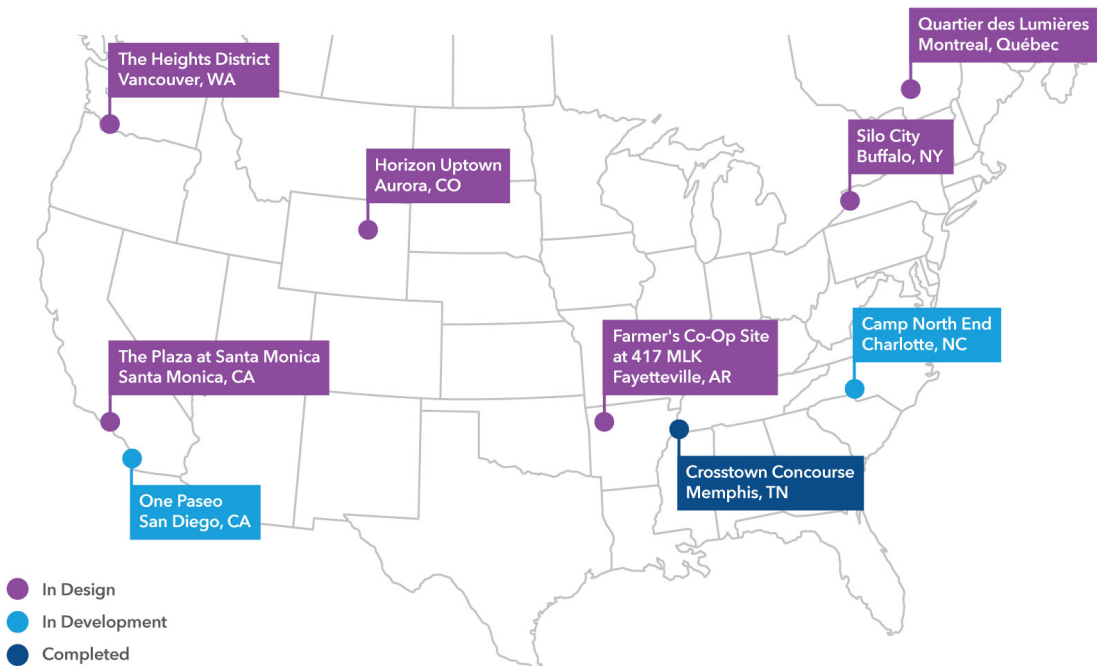 Quartier des Lumières
Montreal, Québec
The Heights District
Vancouver, WA
Silo City
Buffalo, NY
Horizon Uptown
Aurora, CO
Camp North End
Charlotte, NC
Farmer's Co-Op Site
at 417 MLK
Fayetteville, AR
The Plaza at Santa Monica
Santa Monica, CA
Crosstown Concourse
Memphis, TN
One Paseo
San Diego, CA
In Design
In Development
Completed